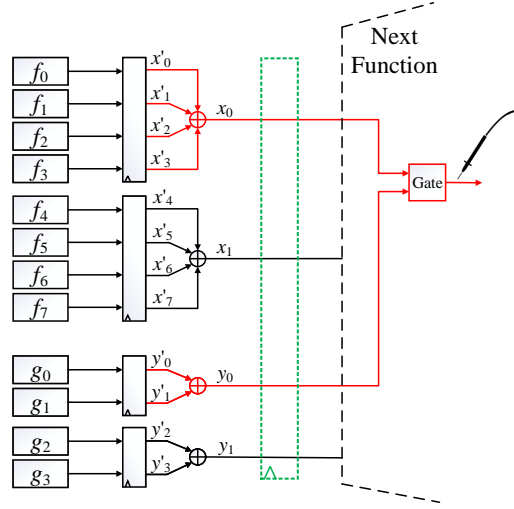 Next
Function
f0
f1
f2
f3
x'0
x'1
x'2
x'3
x0
Gate
f4
f5
f6
f7
x'4
x'5
x'6
x'7
x1
g0
g1
y'0
y'1
y0
g2
g3
y'2
y'3
y1